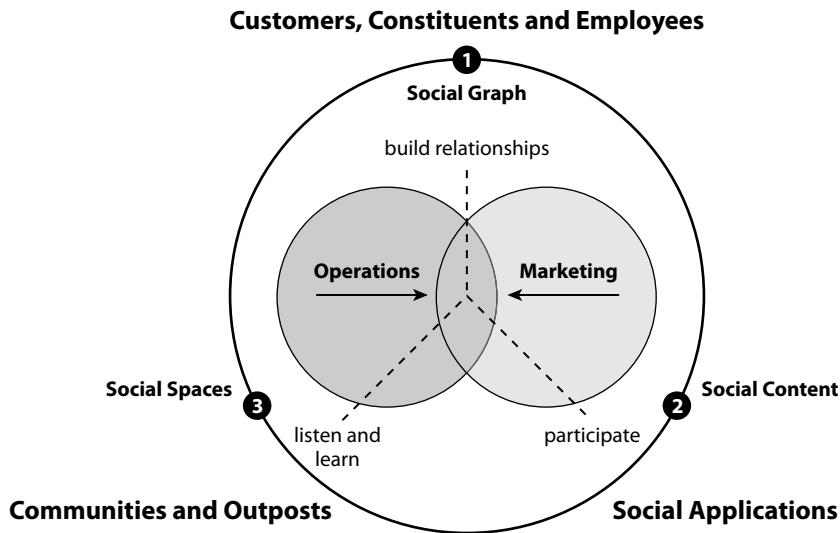 Customers, Constituents and Employees
1
Social Graph
build relationships
Operations
Marketing
Social Spaces
3
Social Content
2
listen and
learn
participate
Communities and Outposts
Social Applications